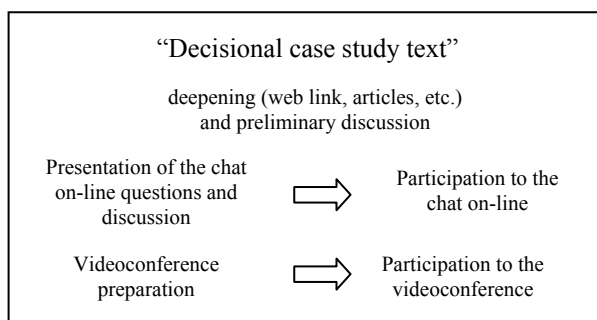 “Decisional case study text”
deepening (web link, articles, etc.)
and preliminary discussion
Presentation of the chat
on-line questions and
discussion
Participation to the
chat on-line
Videoconference
preparation
Participation to the
videoconference